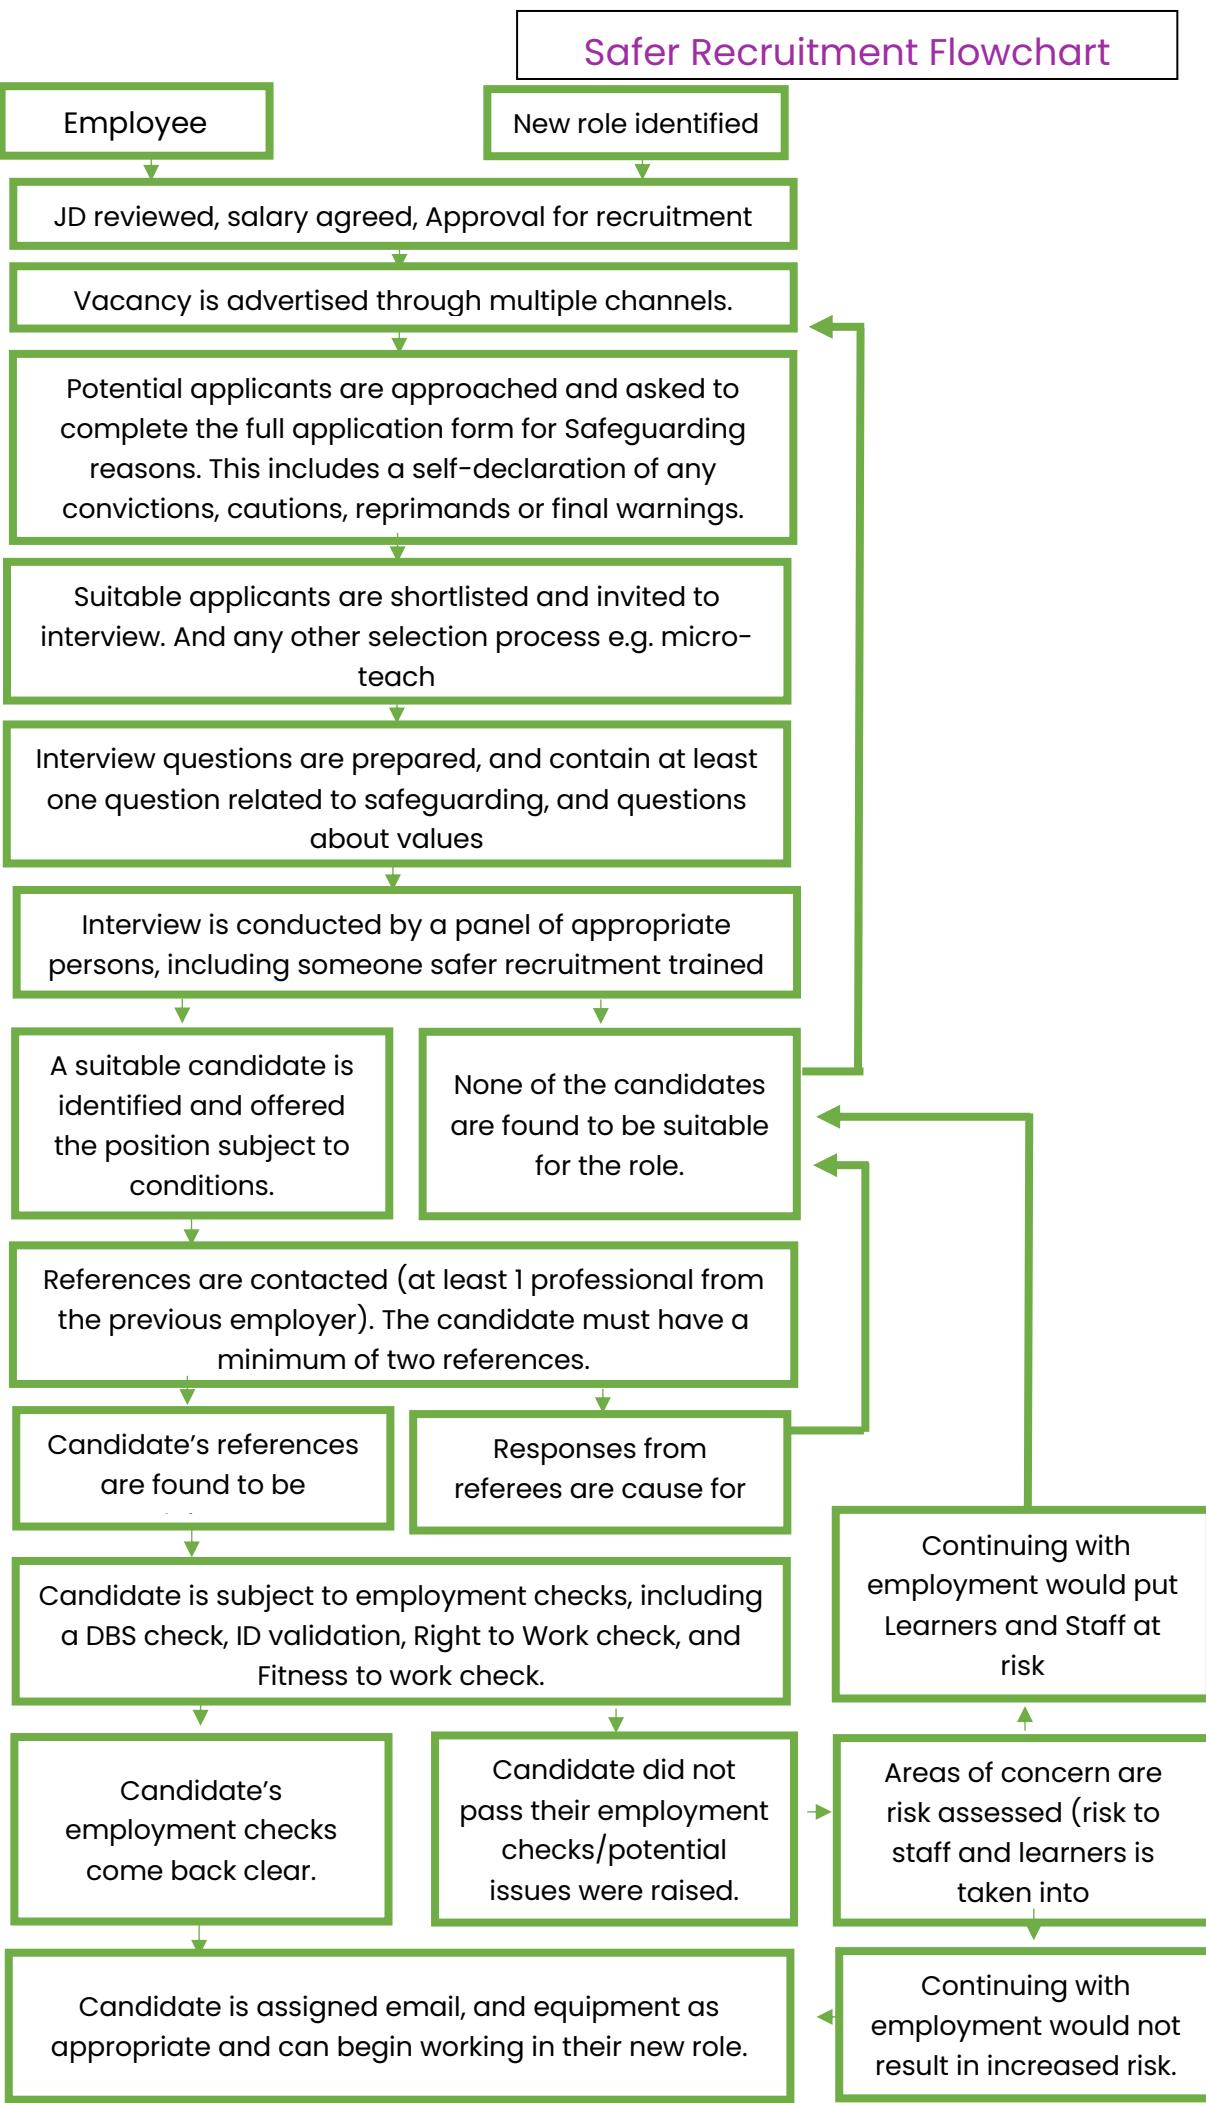 Safer Recruitment Flowchart
Employee
New role identified
JD reviewed, salary agreed, Approval for recruitment
Vacancy is advertised through multiple channels.
Potential applicants are approached and asked to
complete the full application form for Safeguarding
reasons. This includes a self-declaration of any
convictions, cautions, reprimands or final warnings.
Suitable applicants are shortlisted and invited to
interview. And any other selection process e.g. micro-
teach
Interview questions are prepared, and contain at least
one question related to safeguarding, and questions
about values
Interview is conducted by a panel of appropriate
persons, including someone safer recruitment trained
A suitable candidate is
identified and offered
the position subject to
conditions.
None of the candidates
are found to be suitable
for the role.
References are contacted (at least 1 professional from
the previous employer). The candidate must have a
minimum of two references.
Candidate's references
are found to be
Responses from
referees are cause for
Candidate is subject to employment checks, including
a DBS check, ID validation, Right to Work check, and
Fitness to work check.
Continuing with
employment would put
Learners and Staff at
risk
Candidate's
employment checks
come back clear.
Candidate did not
pass their employment
checks/potential
issues were raised.
Areas of concern are
risk assessed (risk to
staff and learners is
taken into
Candidate is assigned email, and equipment as
appropriate and can begin working in their new role.
Continuing with
employment would not
result in increased risk.